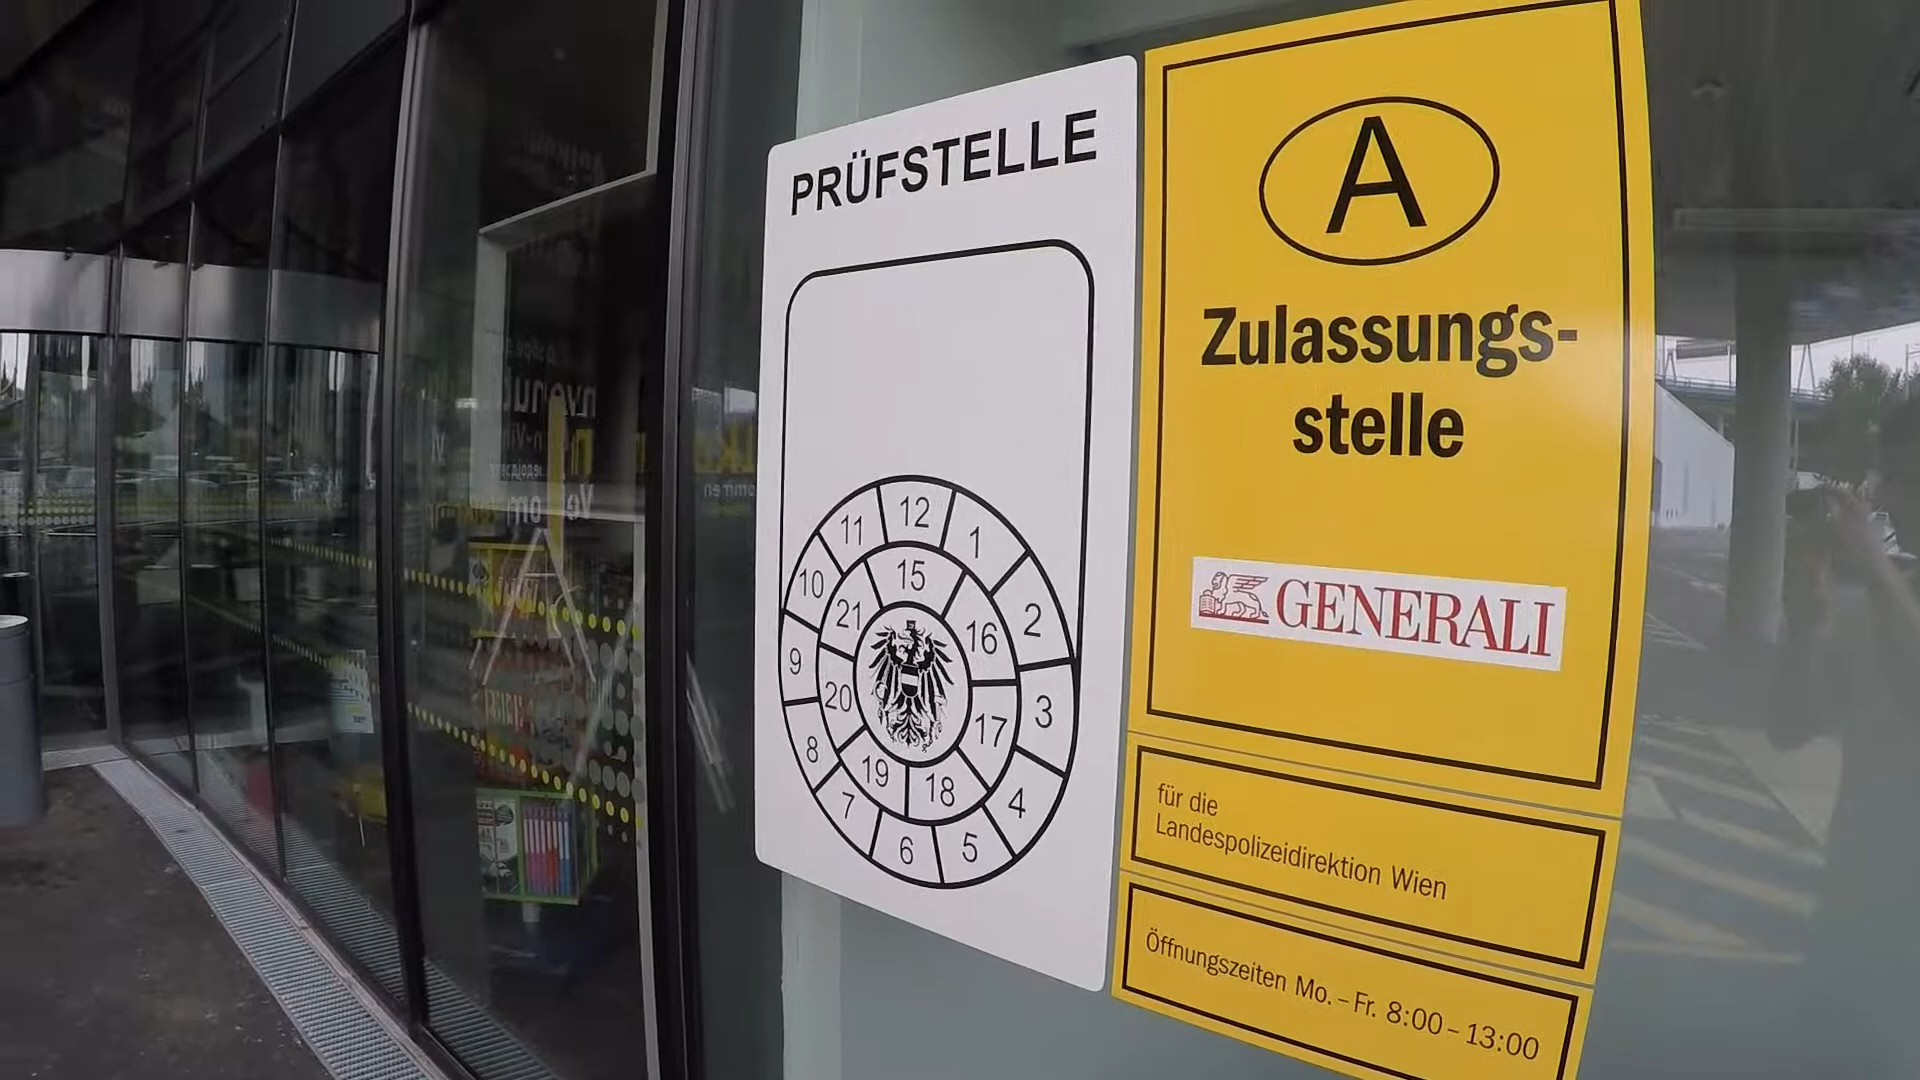 PRÜFSTELLE
12
1
2
3
4
5
6
7
8
9
10
11
15
16
17
18
19
20
21
A
Zulassungs-
stelle
GENERALI
für die
Landespolizeidirektion Wien
Öffnungszeiten Mo. – Fr. 8:00 – 13:00